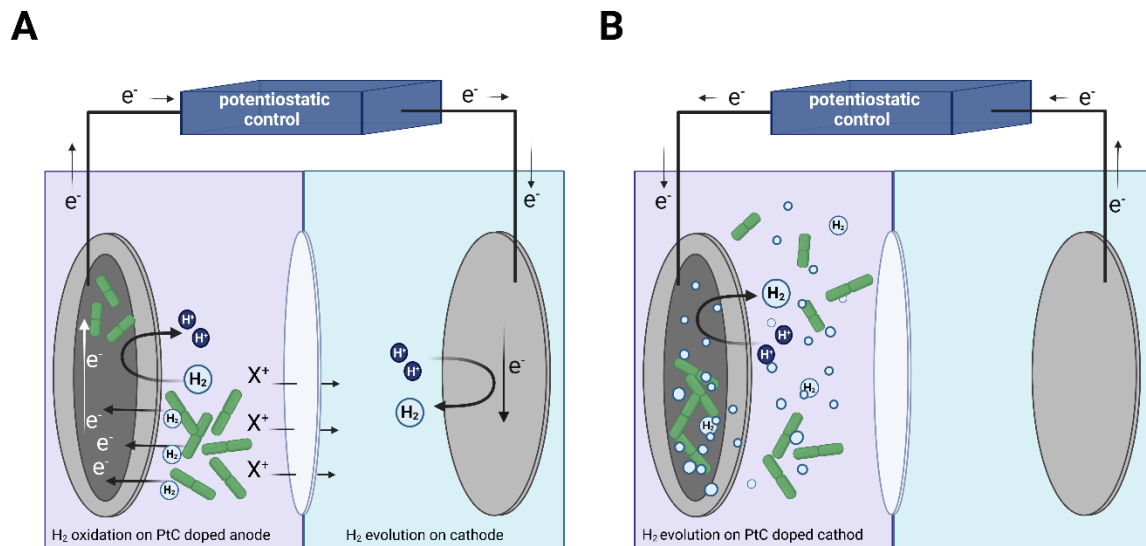 A
B
e⁻
potentiostatic
control
e⁻
e⁻
e⁻
H⁺
H⁺
H₂
e⁻
e⁻
e⁻
e⁻
H₂
H₂
H₂
X⁺
X⁺
X⁺
H⁺
H⁺
H₂
e⁻
H₂ oxidation on PtC doped anode
H₂ evolution on cathode
e⁻
potentiostatic
control
e⁻
e⁻
e⁻
H₂
H₂
H⁺
H⁺
H₂
H₂
H₂ evolution on PtC doped cathod